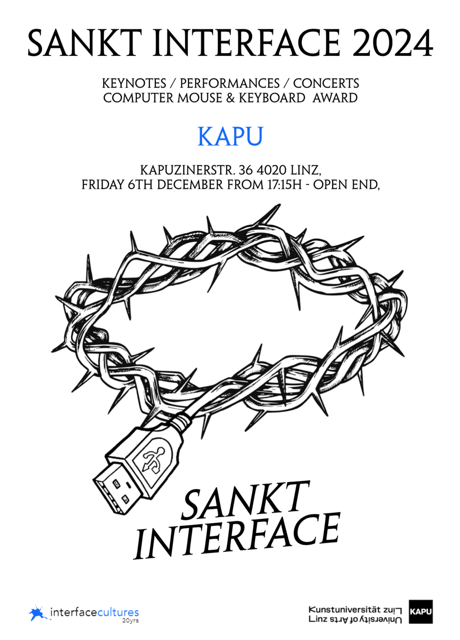 SANKT INTERFACE 2024
KEYNOTES / PERFORMANCES / CONCERTS
COMPUTER MOUSE & KEYBOARD AWARD
KAPU
KAPUZINERSTR. 36 4020 LINZ,
FRIDAY 6TH DECEMBER FROM 17:15H - OPEN END,
SANKT
INTERFACE
interfacecultures
20yrs
Kunstuniversität Linz
University of Arts Linz
KAPU